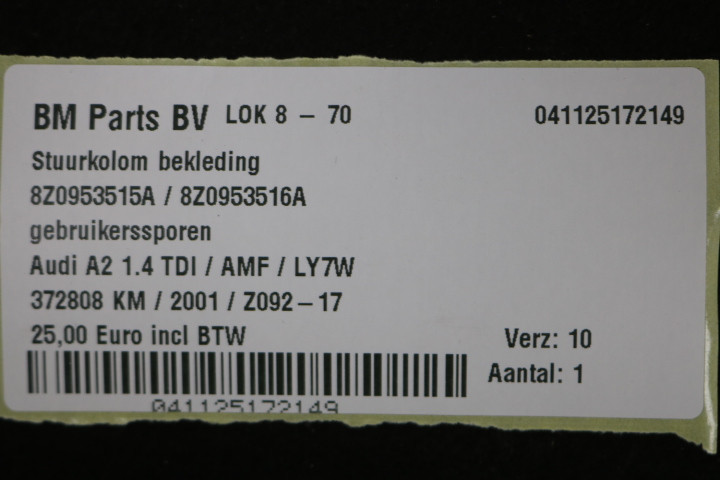 BM Parts BV LOK 8 – 70 041125172149
Stuurkolom bekleding
8Z0953515A / 8Z0953516A
gebruikerssporen
Audi A2 1.4 TDI / AMF / LY7W
372808 KM / 2001 / Z092-17
25,00 Euro incl BTW Verz: 10
Aantal: 1
041125172149